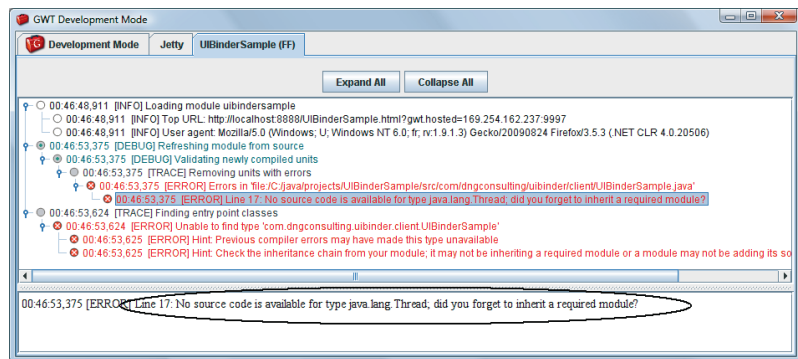 GWT Development Mode
Development Mode Jetty UIBinderSample (FF)
Expand All Collapse All
00:46:48,911 [INFO] Loading module uibindersample
00:46:48,911 [INFO] Top URL: http://localhost:8888/UIBinderSample.html?gwt.hosted=169.254.162.237:9997
00:46:48,911 [INFO] User agent: Mozilla/5.0 (Windows; U; Windows NT 6.0; fr; rv:1.9.1.3) Gecko/20090824 Firefox/3.5.3 (.NET CLR 4.0.20506)
00:46:53,375 [DEBUG] Refreshing module from source
00:46:53,375 [DEBUG] Validating newly compiled units
00:46:53,375 [TRACE] Removing units with errors
00:46:53,375 [ERROR] Errors in 'file:/C:/java/projects/UIBinderSample/src/com/dngconsulting/uibinder/client/UIBinderSample.java'
00:46:53,375 [ERROR] Line 17: No source code is available for type java.lang.Thread; did you forget to inherit a required module?
00:46:53,624 [TRACE] Finding entry point classes
00:46:53,624 [ERROR] Unable to find type 'com.dngconsulting.uibinder.client.UIBinderSample'
00:46:53,625 [ERROR] Hint: Previous compiler errors may have made this type unavailable
00:46:53,625 [ERROR] Hint: Check the inheritance chain from your module; it may not be inheriting a required module or a module may not be adding its so
00:46:53,375 [ERROR] Line 17: No source code is available for type java.lang.Thread; did you forget to inherit a required module?